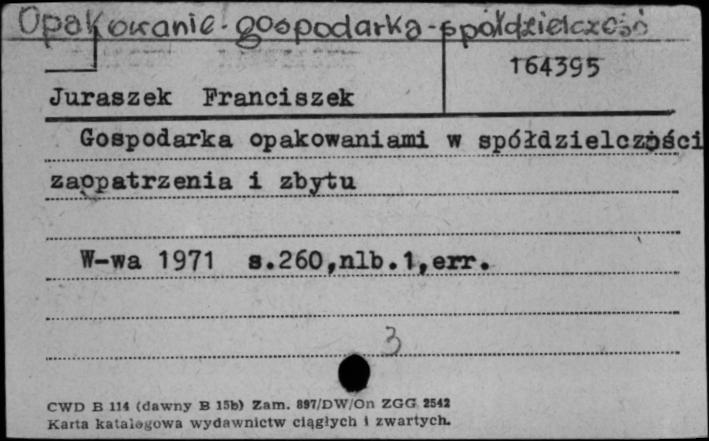 Opakowanie - gospodarka - spółdzielczość
164395
Juraszek Franciszek
Gospodarka opakowaniami w spółdzielczości
zaopatrzenia i zbytu
W-wa 1971 s.260,nlb.1,err.
3
CWD B 114 (dawny B 15b) Zam. 897/DW/On ZGG 2542
Karta katalogowa wydawnictw ciągłych i zwartych.